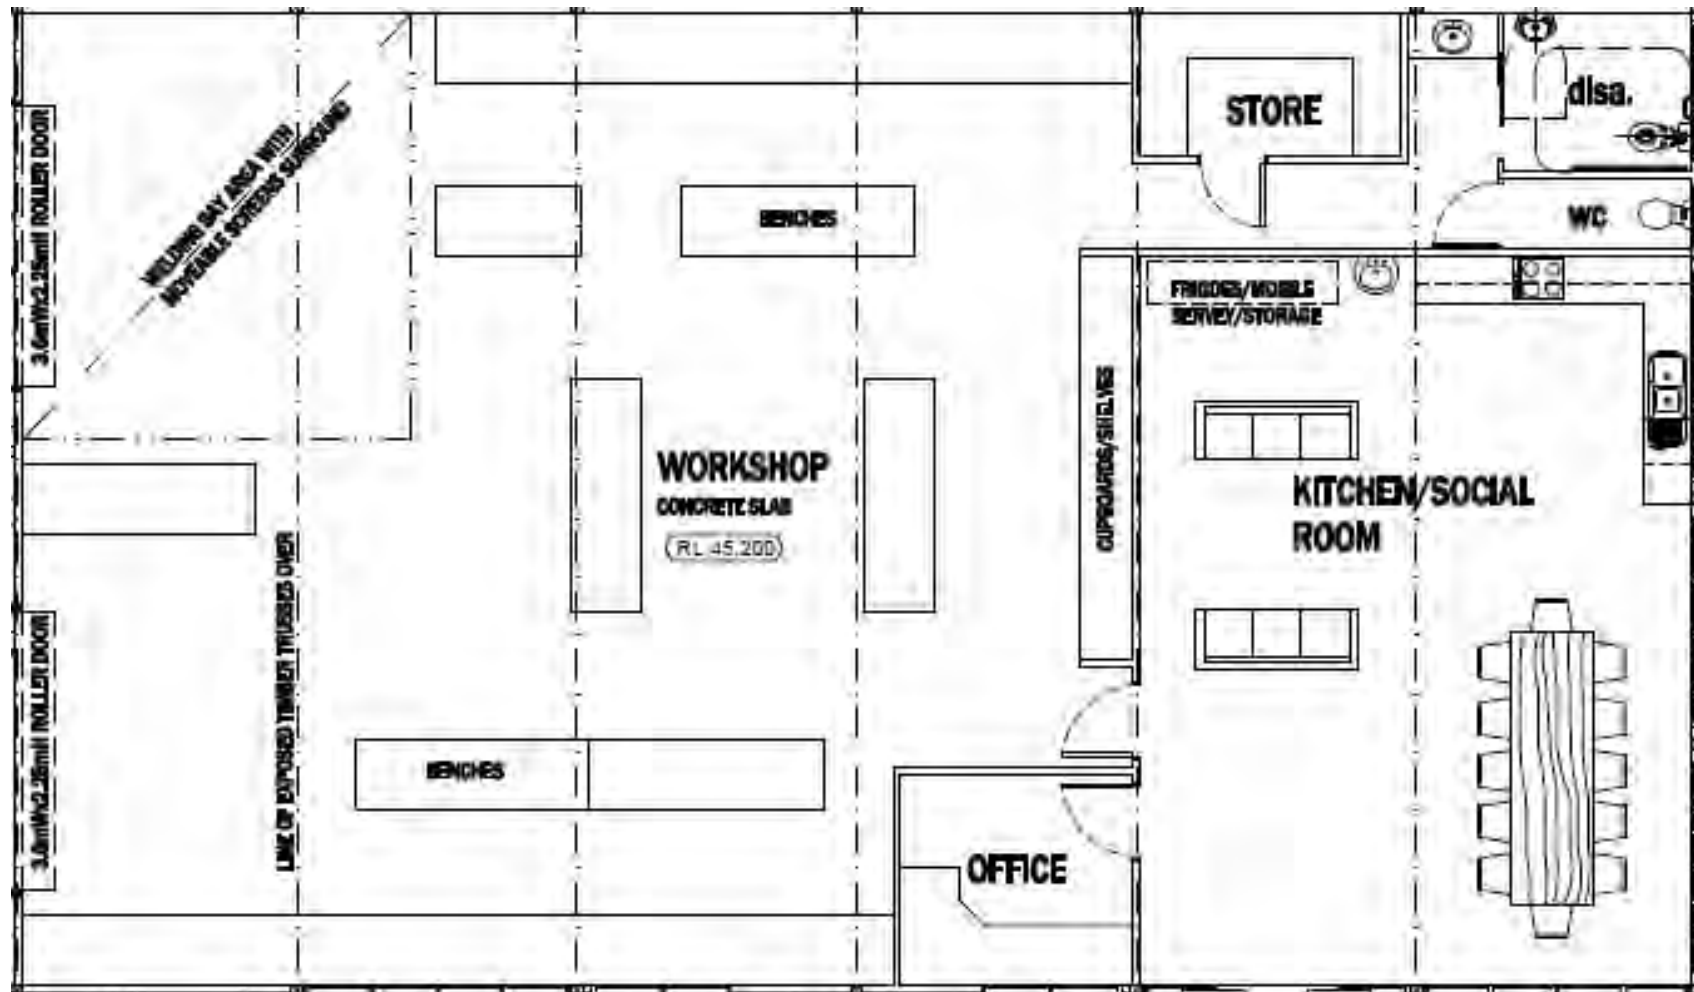 WELDING BAY AREA WITH
MOVEABLE SCREENS SURROUND
3.6mWx2.25mH ROLLER DOOR
STORE
disa.
WC
BENCHES
FRIDGES/MOBILE
SERVEY/STORAGE
CUPBOARDS/SHELVES
WORKSHOP
CONCRETE SLAB
RL 45.200
KITCHEN/SOCIAL
ROOM
LINE OF EXPOSED TIMBER TRUSSES OVER
3.6mWx2.25mH ROLLER DOOR
BENCHES
OFFICE